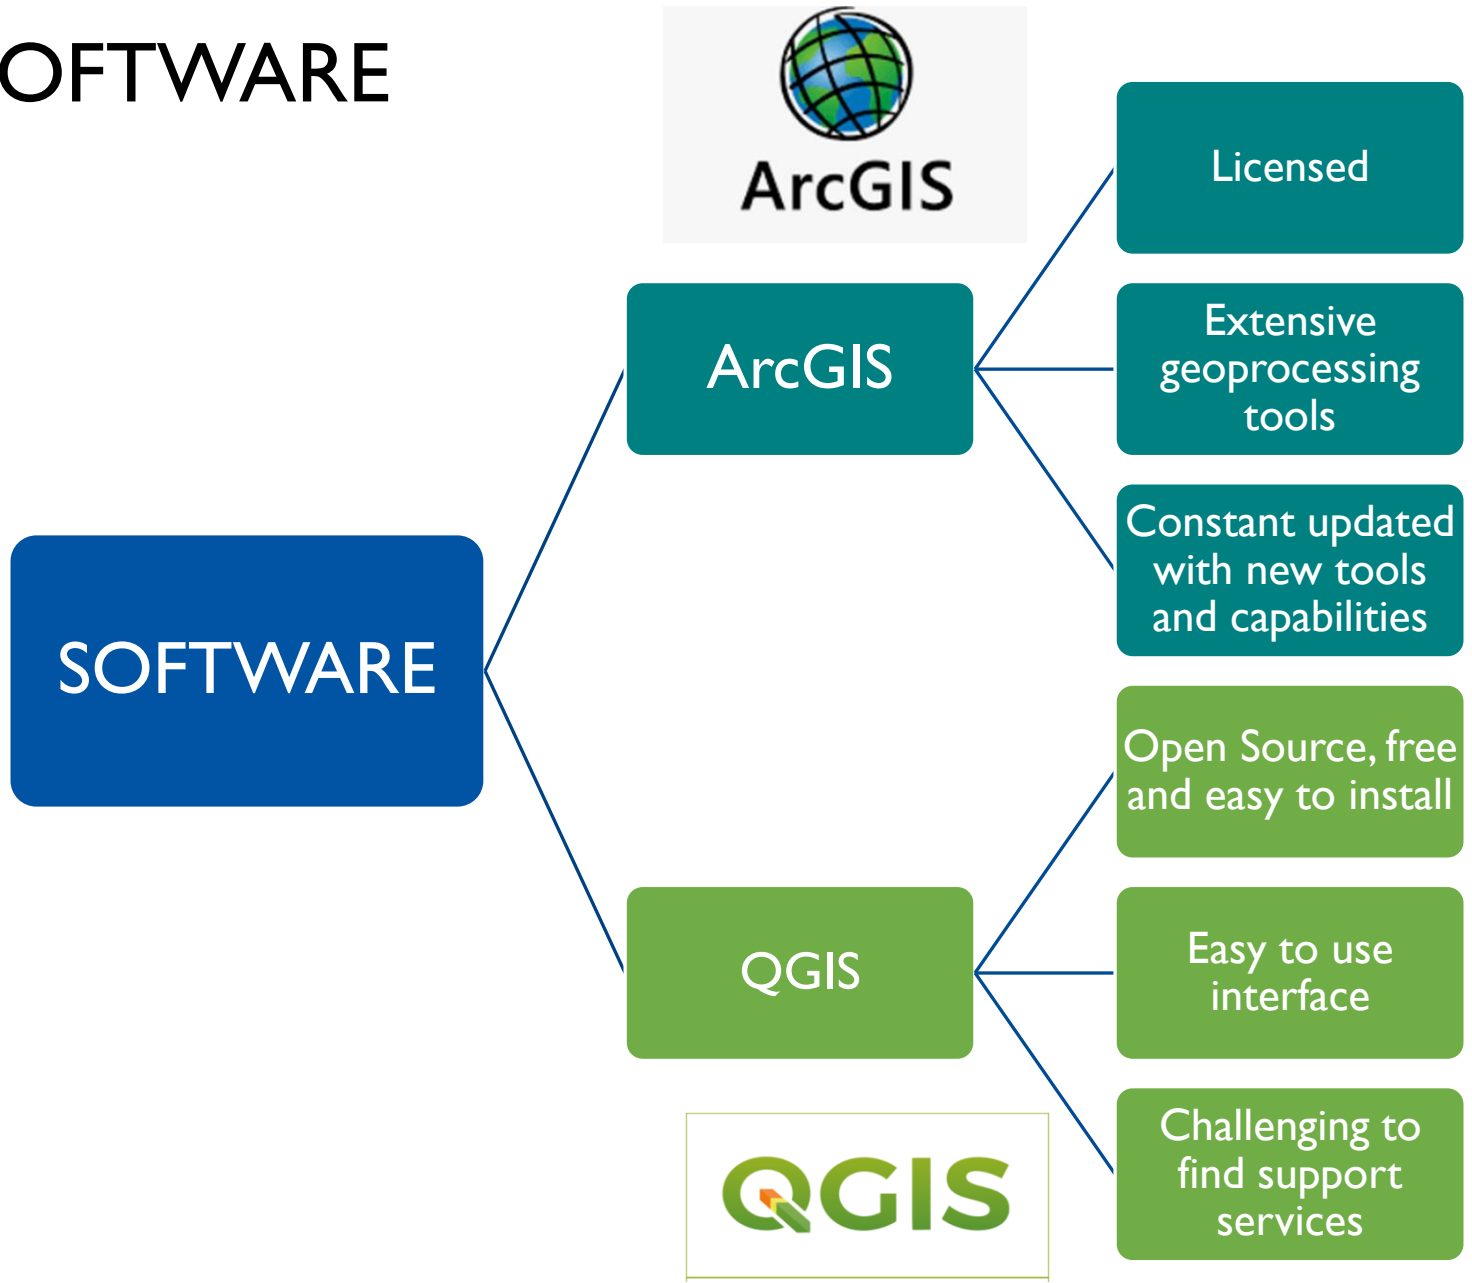 OFTWARE
ArcGIS
Licensed
Extensive
geoprocessing
tools
ArcGIS
Constant updated
with new tools
and capabilities
SOFTWARE
Open Source, free
and easy to install
QGIS
Easy to use
interface
Challenging to
find support
services
QGIS